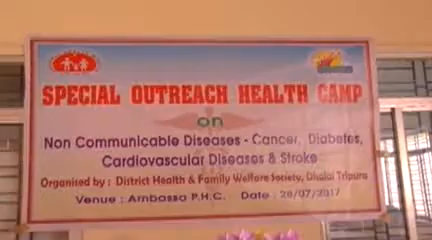 SPECIAL OUTREACH HEALTH CAMP
on
Non Communicable Diseases - Cancer, Diabetes,
Cardiovascular Diseases & Stroke
Organised by : District Health & Family Welfare Society, Dhalai Tripura
Venue : Ambassa P.H.C. Date : 28/07/2017